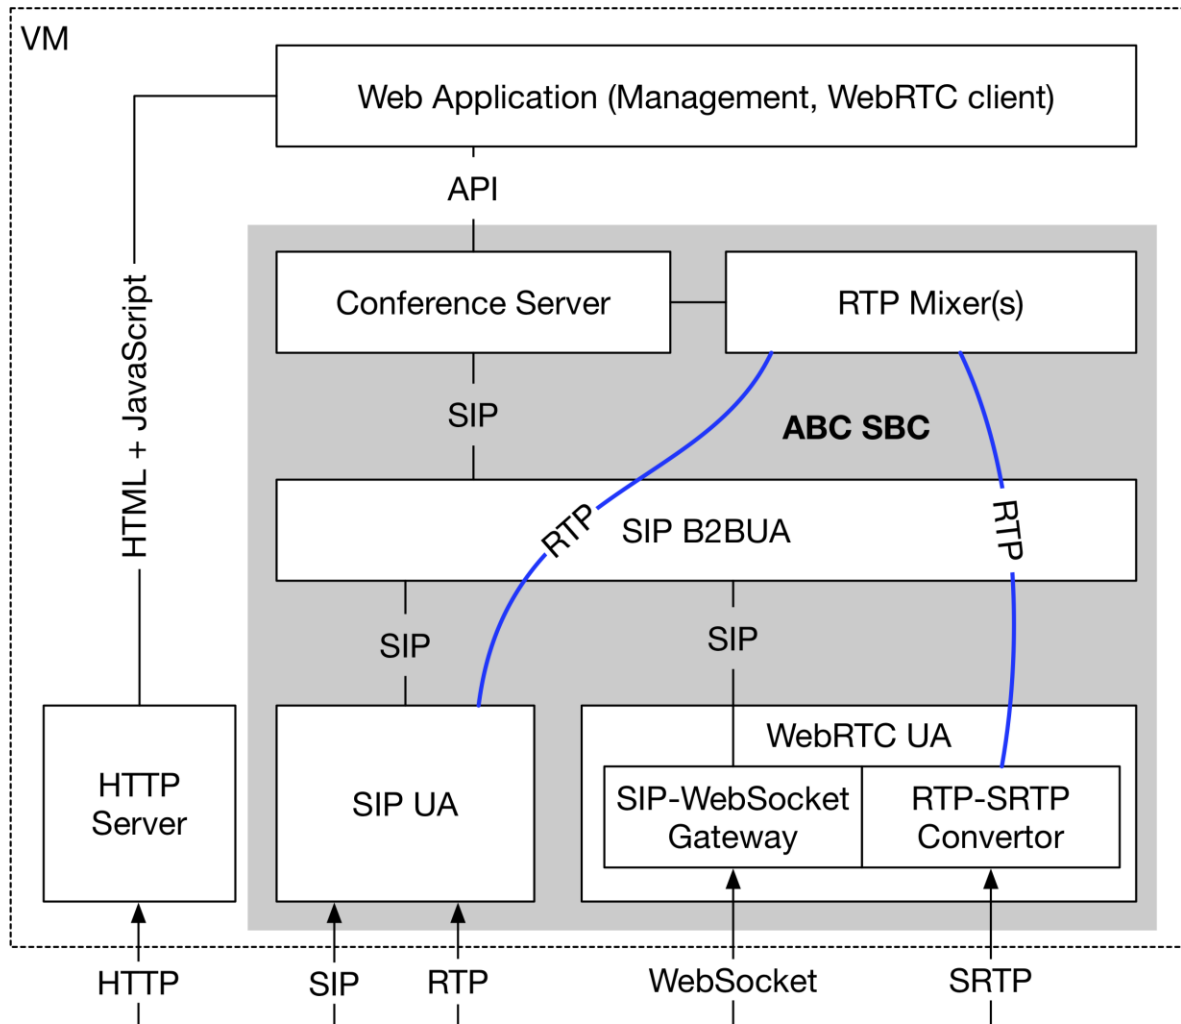 VM
Web Application (Management, WebRTC client)
API
HTML + JavaScript
Conference Server
RTP Mixer(s)
SIP
ABC SBC
RTP
SIP B2BUA
RTP
SIP
SIP
HTTP
Server
SIP UA
WebRTC UA
SIP-WebSocket
Gateway
RTP-SRTP
Convertor
HTTP
SIP
RTP
WebSocket
SRTP